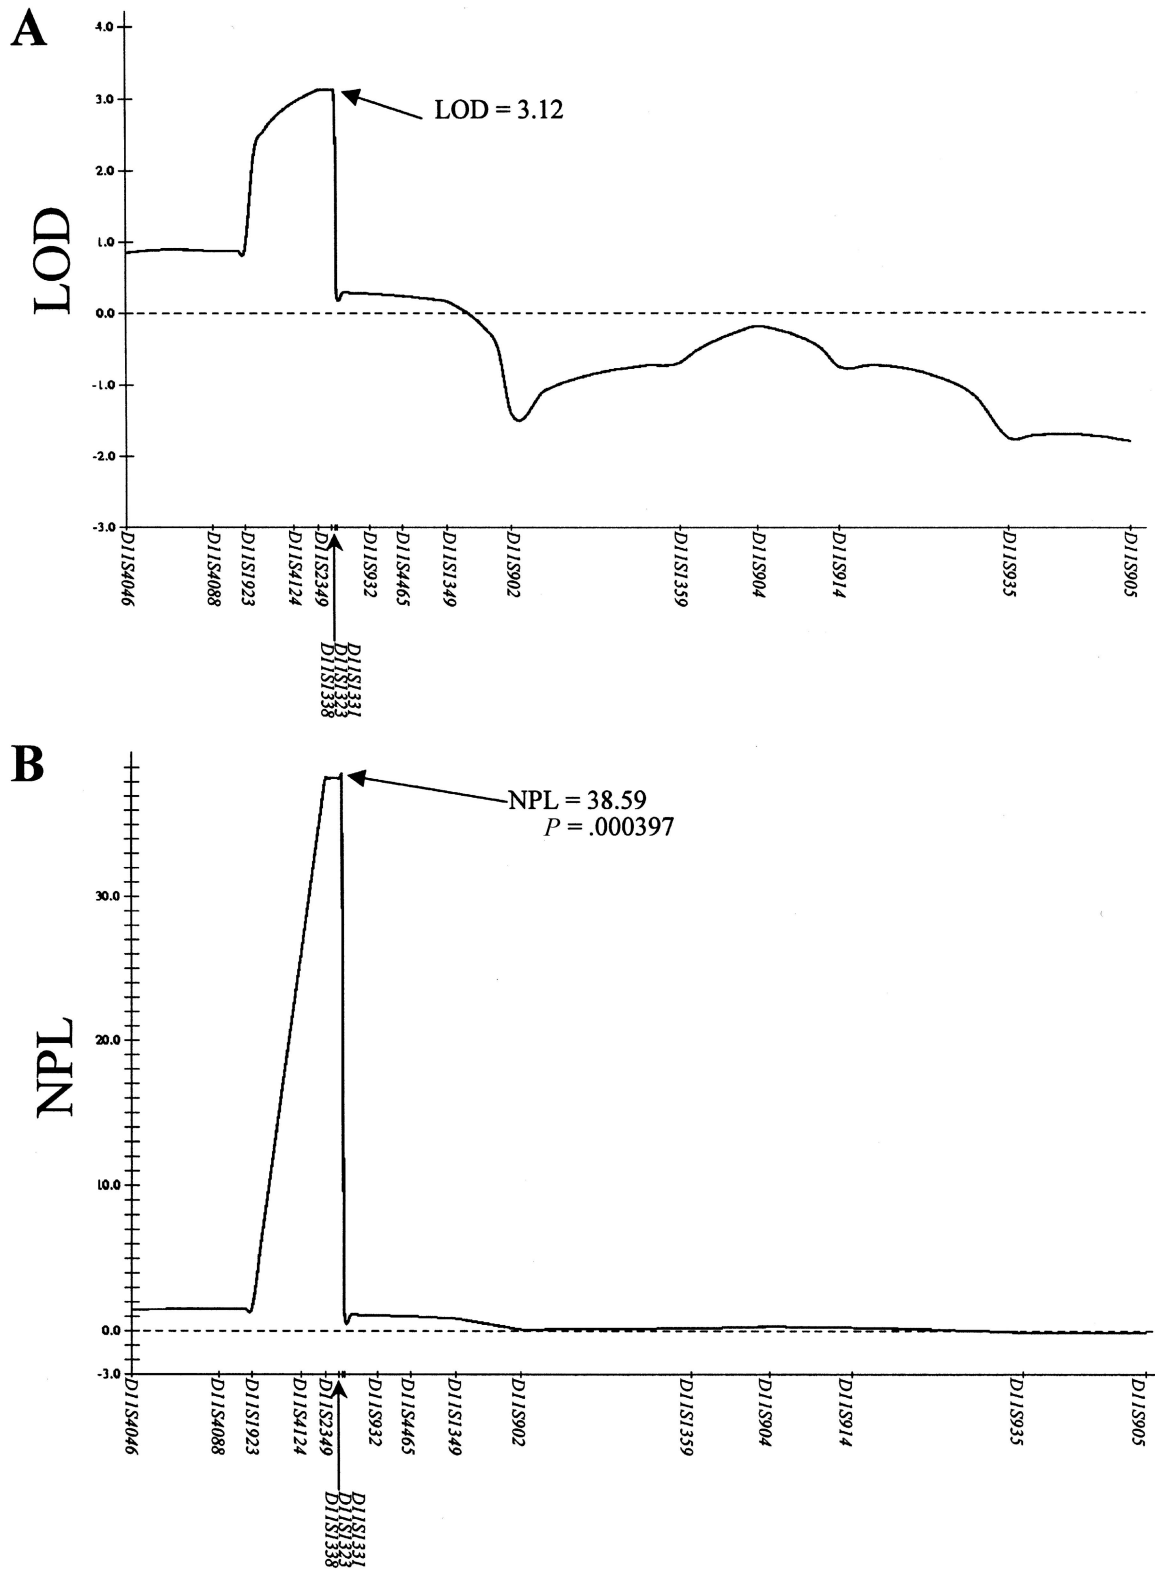 A
4.0
3.0
LOD = 3.12
2.0
1.0
LOD
0.0
-1.0
-2.0
-3.0
D11S4046
D11S4088
D11S1923
D11S4124
D11S2349
D11S932
D11S4465
D11S1349
D11S902
D11S1359
D11S904
D11S914
D11S935
D11S905
D11S1338
D11S1323
D11S1331
B
NPL = 38.59
P = .000397
30.0
20.0
NPL
10.0
0.0
-3.0
D11S4046
D11S4088
D11S1923
D11S4124
D11S2349
D11S932
D11S4465
D11S1349
D11S902
D11S1359
D11S904
D11S914
D11S935
D11S905
D11S1338
D11S1323
D11S1331